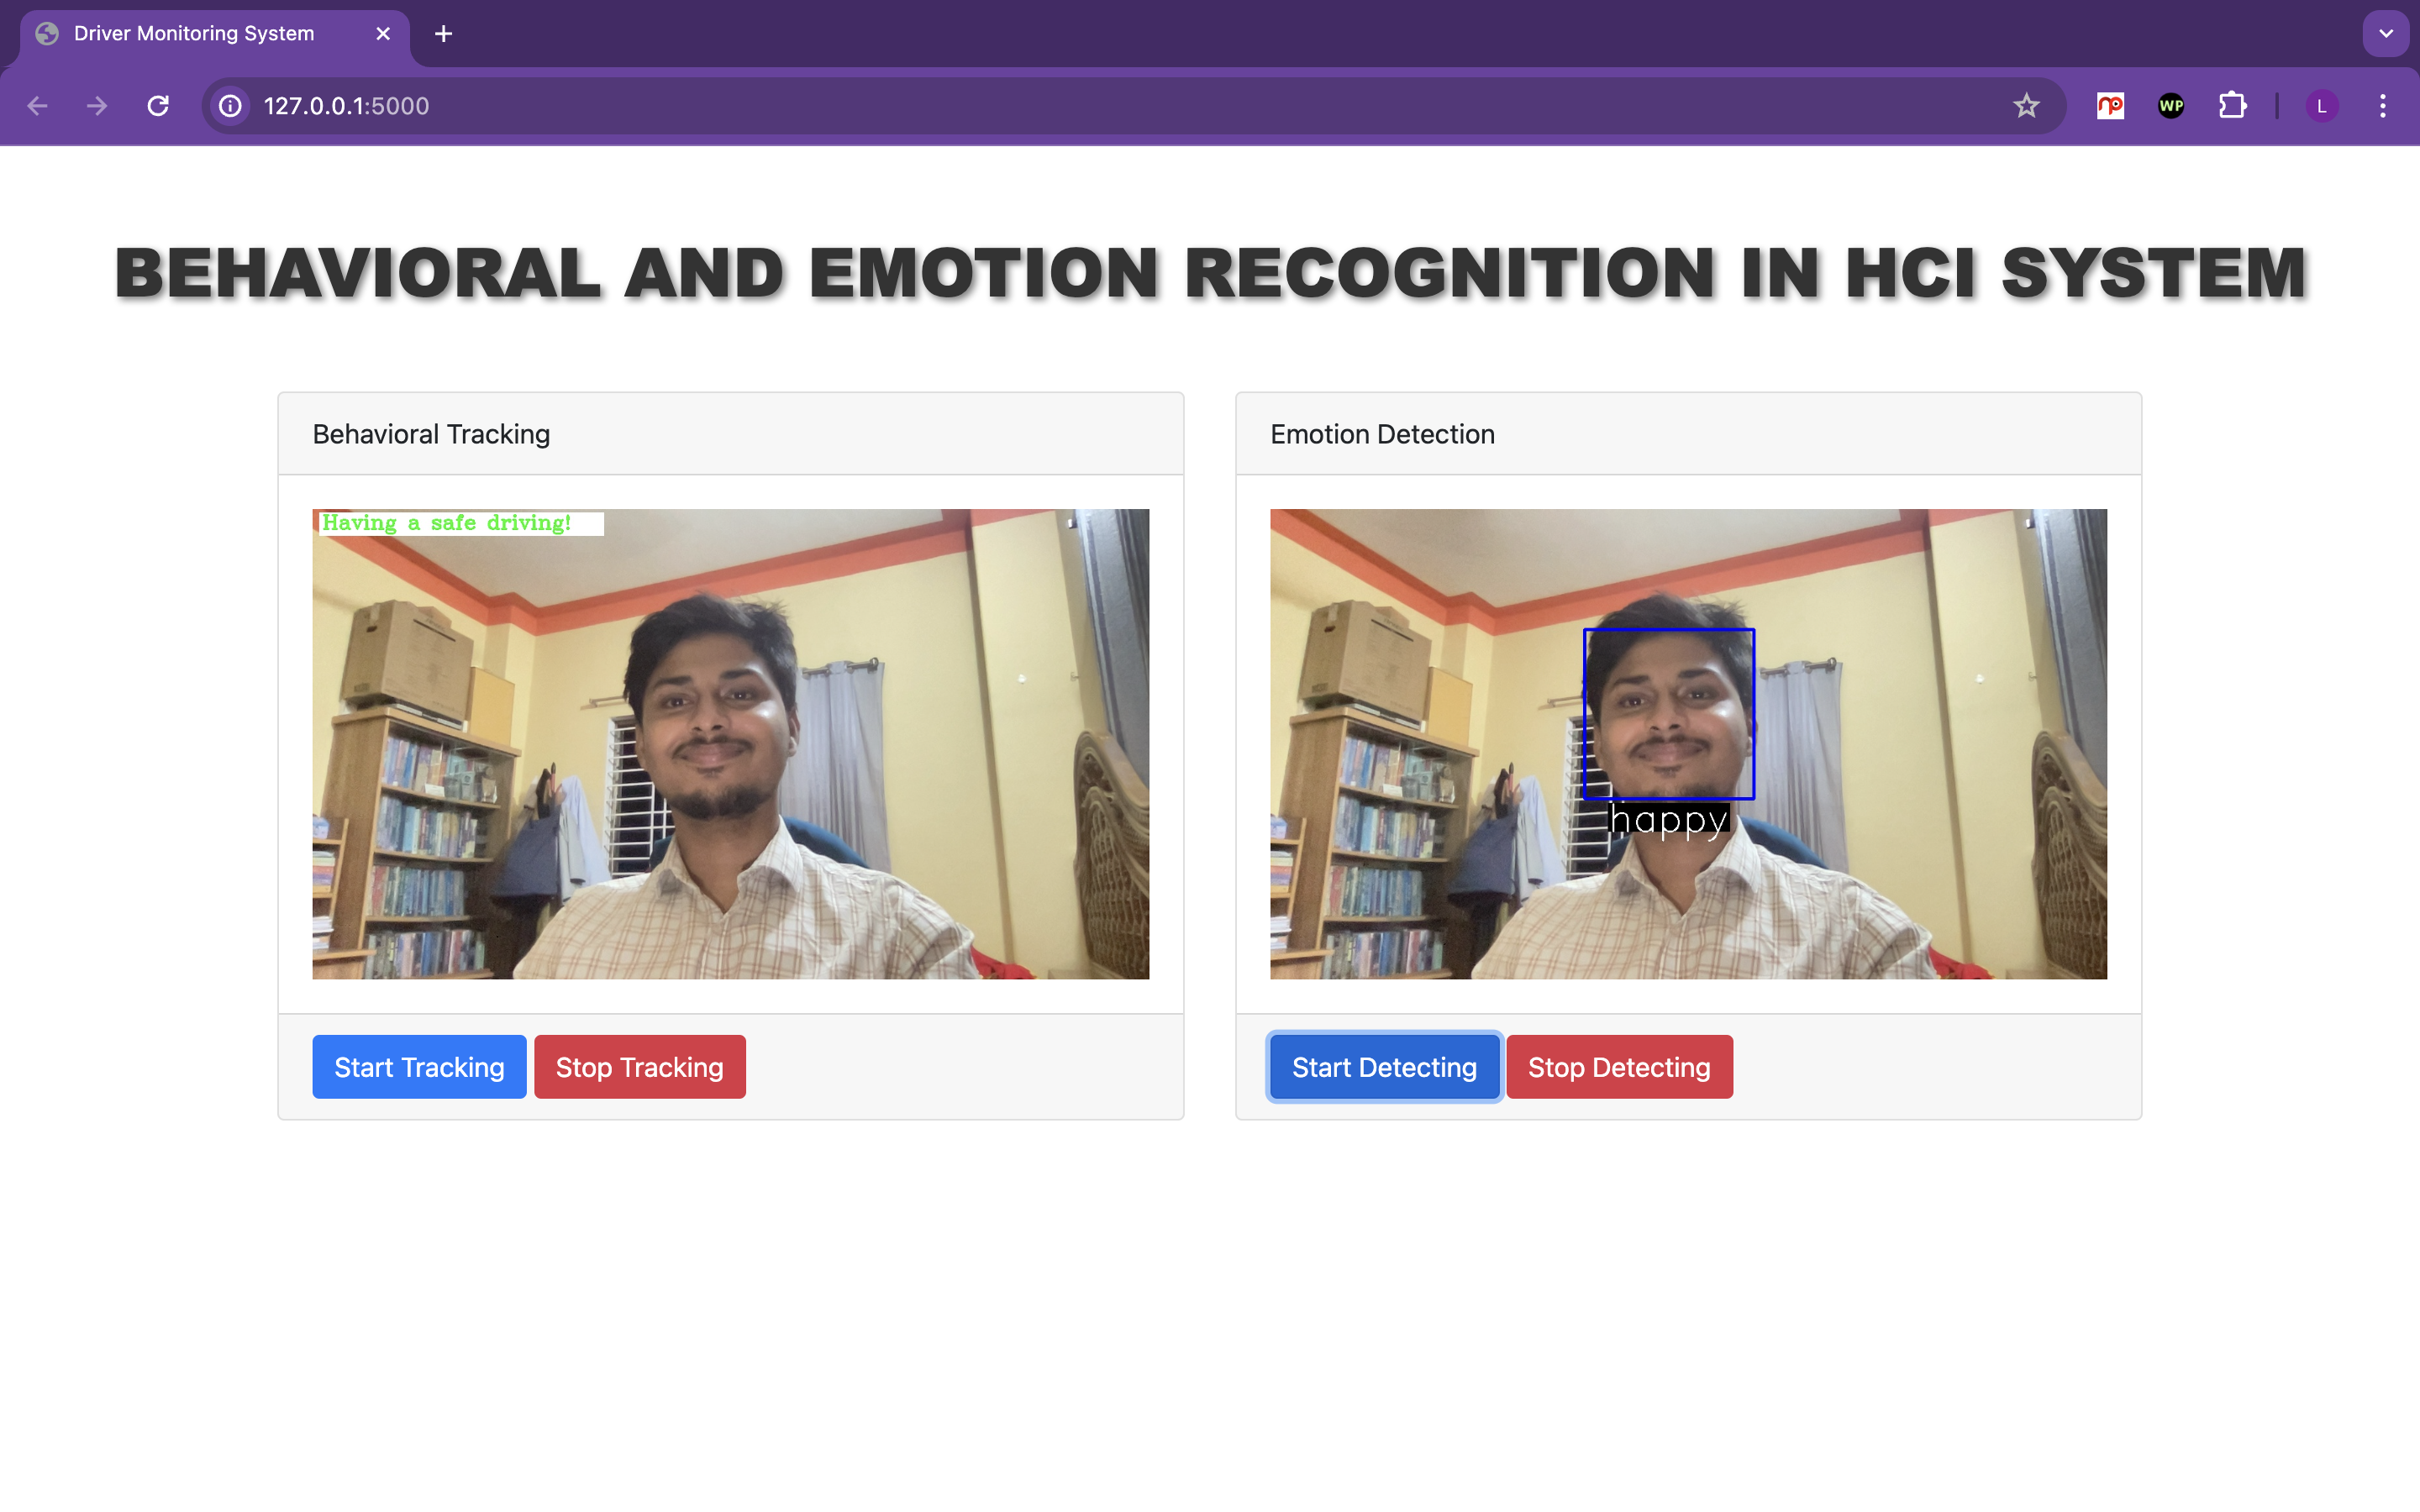 Driver Monitoring System
127.0.0.1:5000
WP
L
BEHAVIORAL AND EMOTION RECOGNITION IN HCI SYSTEM
Behavioral Tracking
Having a safe driving!
Start Tracking
Stop Tracking
Emotion Detection
happy
Start Detecting
Stop Detecting